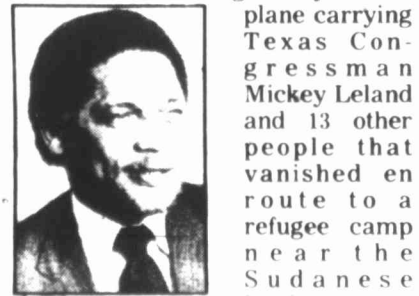 plane carrying
Texas Con-
gressman
Mickey Leland
and 13 other
people that
vanished en
route to a
refugee camp
near the
Sudanese